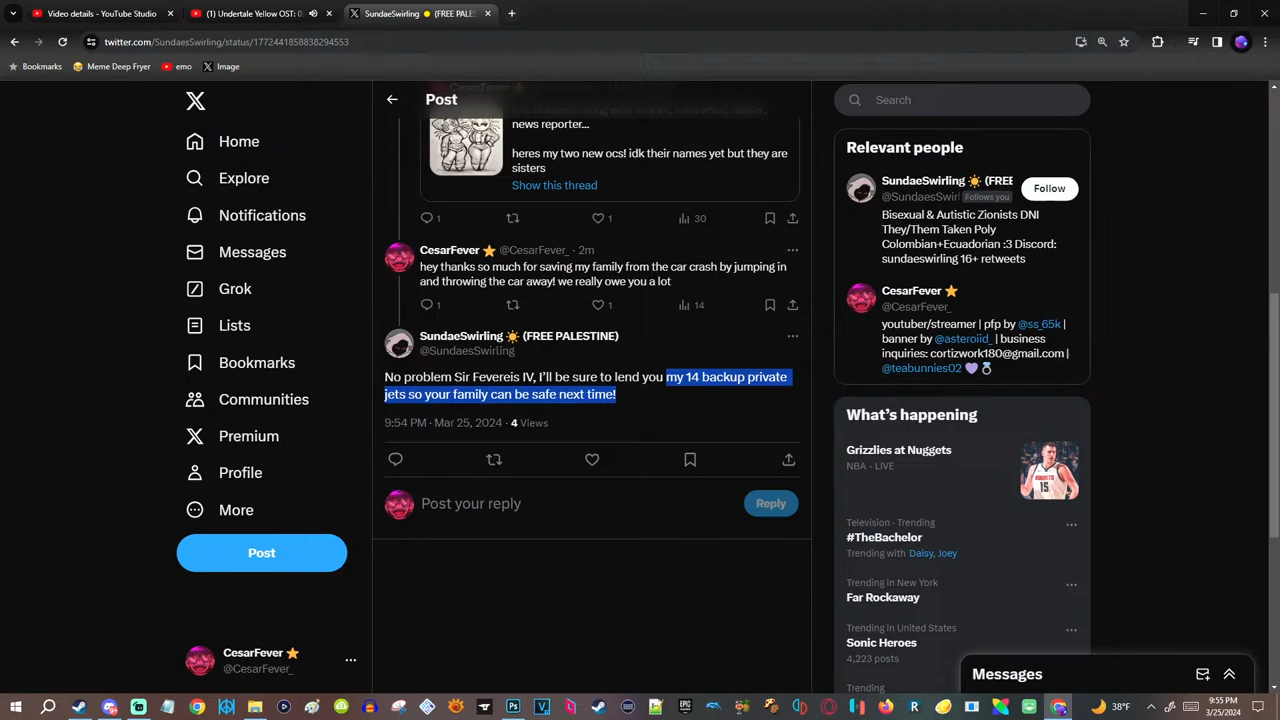 Video details - YouTube Studio
(1) Undertale Yellow OST: 0
SundaeSwirling (FREE PALES
twitter.com/SundaesSwirling/status/1772441858838294553
Bookmarks
Meme Deep Fryer
emo
Image
Post
Home
Explore
Notifications
Messages
Grok
Lists
Bookmarks
Communities
Premium
Profile
More
Post
CesarFever
@CesarFever_
news reporter...
heres my two new ocs! idk their names yet but they are
sisters
Show this thread
1
1
30
CesarFever @CesarFever_ · 2m
hey thanks so much for saving my family from the car crash by jumping in
and throwing the car away! we really owe you a lot
1
1
14
SundaeSwirling (FREE PALESTINE)
@SundaesSwirling
No problem Sir Fevereis IV, I'll be sure to lend you my 14 backup private
jets so your family can be safe next time!
9:54 PM · Mar 25, 2024 · 4 Views
Post your reply
Reply
Search
Relevant people
SundaeSwirling (FREE
@SundaesSwirl Follows you
Follow
Bisexual & Autistic Zionists DNI
They/Them Taken Poly
Colombian+Ecuadorian :3 Discord:
sundaeswirling 16+ retweets
CesarFever
@CesarFever_
youtuber/streamer | pfp by @ss_65k |
banner by @asteroiid_ | business
inquiries: cortizwork180@gmail.com |
@teabunnies02
What's happening
Grizzlies at Nuggets
NBA · LIVE
Television · Trending
#TheBachelor
Trending with Daisy, Joey
Trending in New York
Far Rockaway
Trending in United States
Sonic Heroes
4,223 posts
Trending
Messages
38°F
9:55 PM
3/25/2024